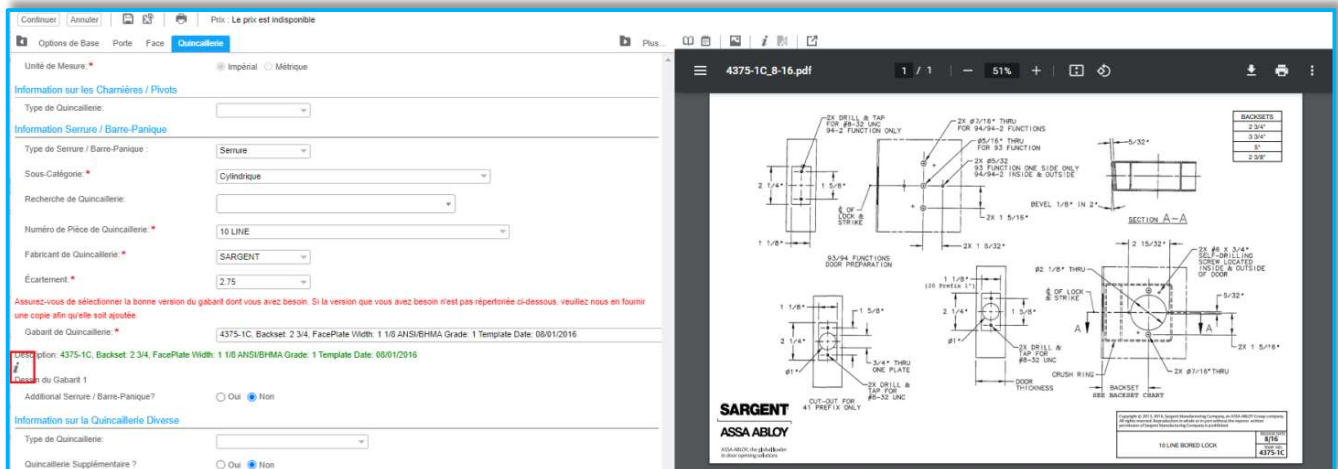 Continuer Annuler Prix : Le prix est indisponible
Options de Base Porte Face Quincaillerie Plus...
Unité de Mesure: * Impérial Métrique
Information sur les Charnières / Pivots
Type de Quincaillerie:
Information Serrure / Barre-Panique
Type de Serrure / Barre-Panique : Serrure
Sous-Catégorie: * Cylindrique
Recherche de Quincaillerie:
Numéro de Pièce de Quincaillerie: * 10 LINE
Fabricant de Quincaillerie: * SARGENT
Écartement: * 2.75
Assurez-vous de sélectionner la bonne version du gabarit dont vous avez besoin. Si la version que vous avez besoin n'est pas répertoriée ci-dessous, veuillez nous en fournir
une copie afin qu'elle soit ajoutée.
Gabarit de Quincaillerie: * 4375-1C, Backset: 2 3/4, FacePlate Width: 1 1/8 ANSI/BHMA Grade: 1 Template Date: 08/01/2016
Description: 4375-1C, Backset: 2 3/4, FacePlate Width: 1 1/8 ANSI/BHMA Grade: 1 Template Date: 08/01/2016
Dessin du Gabarit 1
Additional Serrure / Barre-Panique? Oui Non
Information sur la Quincaillerie Diverse
Type de Quincaillerie:
Quincaillerie Supplémentaire ? Oui Non
4375-1C_8-16.pdf 1 / 1 51%
2X DRILL & TAP
FOR #8-32 UNC
94-2 FUNCTION ONLY
2X ø7/16" THRU
FOR 94/94-2 FUNCTIONS
ø5/16" THRU
FOR 93 FUNCTION
2X ø5/32
93 FUNCTION ONE SIDE ONLY
94/94-2 INSIDE & OUTSIDE
2 1/4"
1 5/8"
℄ OF
LOCK &
STRIKE
2X 1 5/16"
1 1/8"
2X 1 5/32"
93/94 FUNCTIONS
DOOR PREPARATION
5/32"
BEVEL 1/8" IN 2"
SECTION A-A
BACKSETS
2 3/4"
3 3/4"
5"
2 3/8"
1 1/8"
1 5/8"
2 1/4"
ø1"
3/4" THRU
ONE PLATE
2X DRILL &
TAP FOR
#8-32 UNC
CUT-OUT FOR
41 PREFIX ONLY
1 1/8"
(20 Prefix 1")
2 1/4"
1 5/8"
ø1"
2X DRILL &
TAP FOR
#8-32 UNC
DOOR
THICKNESS
2 15/32"
2X #6 X 3/4"
SELF-DRILLING
SCREW LOCATED
INSIDE & OUTSIDE
OF DOOR
ø2 1/8" THRU
℄ OF LOCK
& STRIKE
5/32"
A A
2X 1 5/16"
CRUSH RING
2X ø7/16"THRU
BACKSET
SEE BACKSET CHART
SARGENT
ASSA ABLOY
ASSA ABLOY, the global leader
in door opening solutions
10 LINE BORED LOCK
8/16
4375-1C